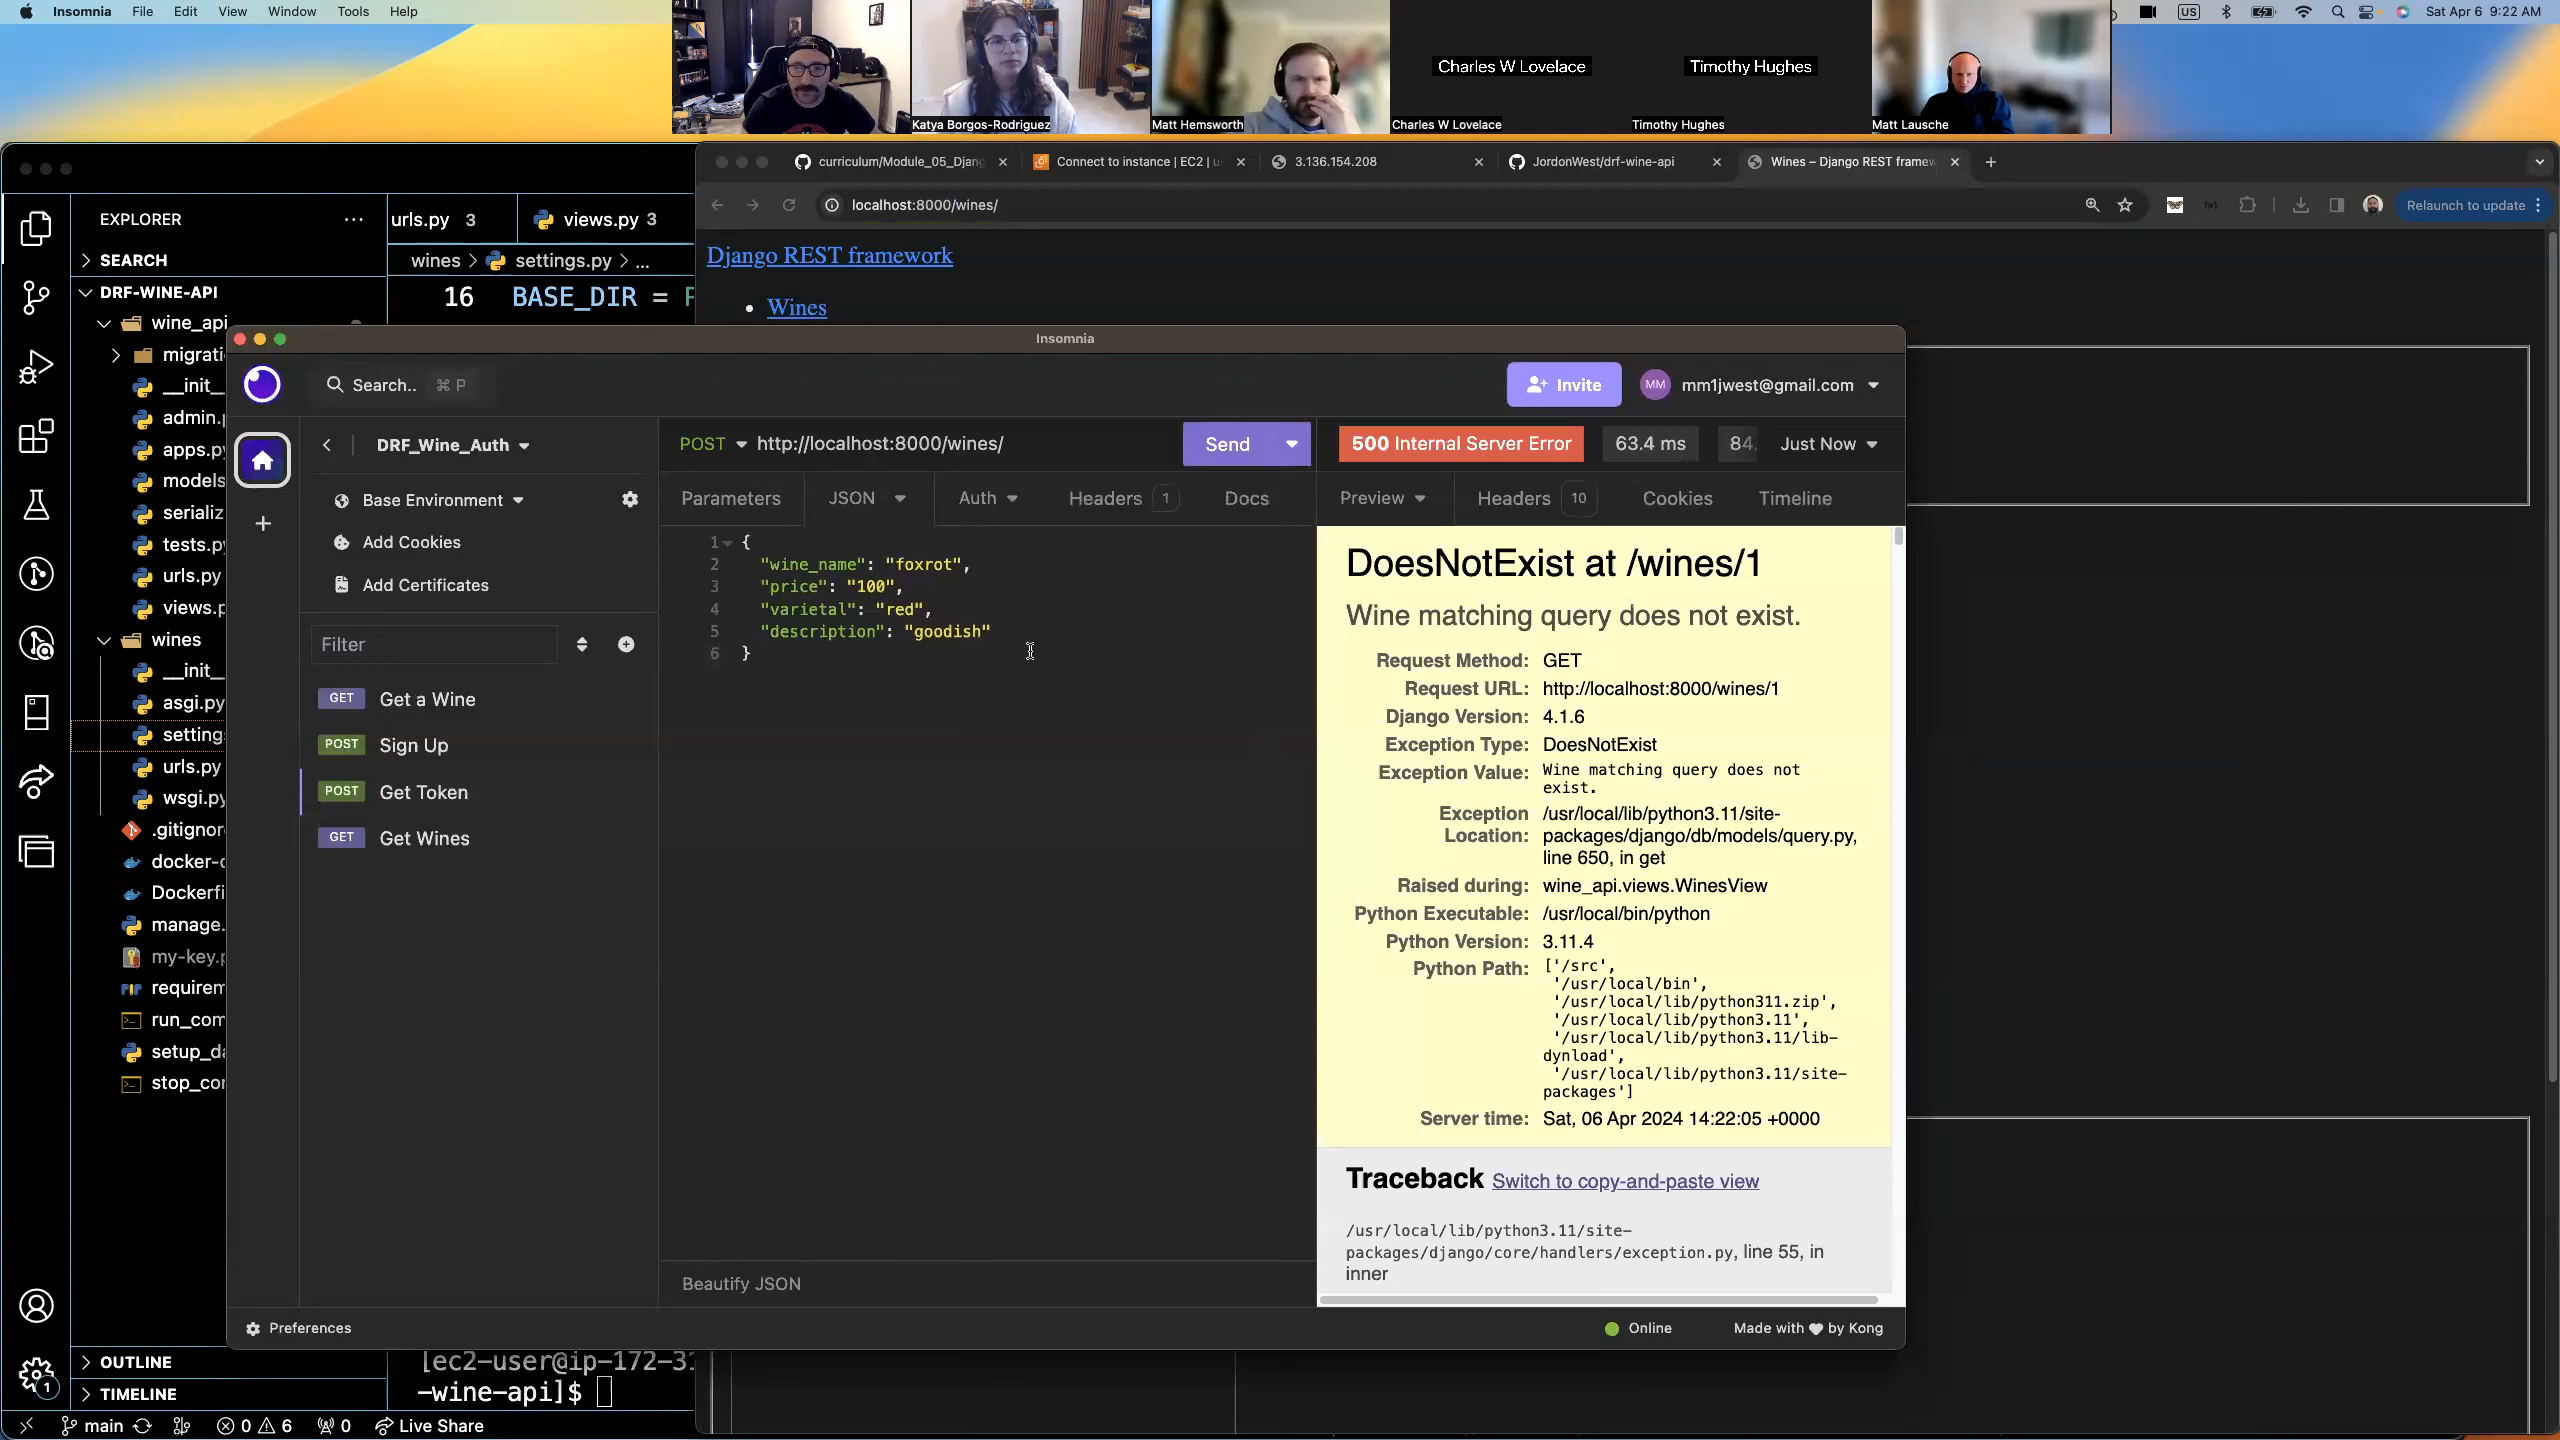 Insomnia File Edit View Window Tools Help
US Sat Apr 6 9:22 AM
Charles W Lovelace
Timothy Hughes
Katya Borgos-Rodriguez
Matt Hemsworth
Charles W Lovelace
Timothy Hughes
Matt Lausche
curriculum/Module_05_Djang
Connect to instance | EC2 | u
3.136.154.208
JordonWest/drf-wine-api
Wines – Django REST framew
localhost:8000/wines/
Relaunch to update
Django REST framework
Wines
EXPLORER
SEARCH
DRF-WINE-API
wine_api
migrati
__init__
admin.p
apps.py
models
serializ
tests.py
urls.py
views.p
wines
__init__
asgi.py
setting
urls.py
wsgi.py
.gitignor
docker-c
Dockerfi
manage.
my-key.p
requirem
run_com
setup_da
stop_cor
OUTLINE
TIMELINE
1
main
0 6
0
Live Share
urls.py 3
views.py 3
wines > settings.py > ...
16 BASE_DIR = P
[ec2-user@ip-172-31
-wine-api]$
Insomnia
Search.. ⌘ P
Invite
MM mm1jwest@gmail.com
DRF_Wine_Auth
Base Environment
Add Cookies
Add Certificates
Filter
GET Get a Wine
POST Sign Up
POST Get Token
GET Get Wines
POST http://localhost:8000/wines/
Send
Parameters JSON Auth Headers 1 Docs
1 {
2 "wine_name": "foxrot",
3 "price": "100",
4 "varietal": "red",
5 "description": "goodish"
6 }
Beautify JSON
500 Internal Server Error 63.4 ms 84. Just Now
Preview Headers 10 Cookies Timeline
DoesNotExist at /wines/1
Wine matching query does not exist.
Request Method: GET
Request URL: http://localhost:8000/wines/1
Django Version: 4.1.6
Exception Type: DoesNotExist
Exception Value: Wine matching query does not
exist.
Exception /usr/local/lib/python3.11/site-
Location: packages/django/db/models/query.py,
line 650, in get
Raised during: wine_api.views.WinesView
Python Executable: /usr/local/bin/python
Python Version: 3.11.4
Python Path: ['/src',
'/usr/local/bin',
'/usr/local/lib/python311.zip',
'/usr/local/lib/python3.11',
'/usr/local/lib/python3.11/lib-
dynload',
'/usr/local/lib/python3.11/site-
packages']
Server time: Sat, 06 Apr 2024 14:22:05 +0000
Traceback Switch to copy-and-paste view
/usr/local/lib/python3.11/site-
packages/django/core/handlers/exception.py, line 55, in
inner
Preferences
Online
Made with ♥ by Kong